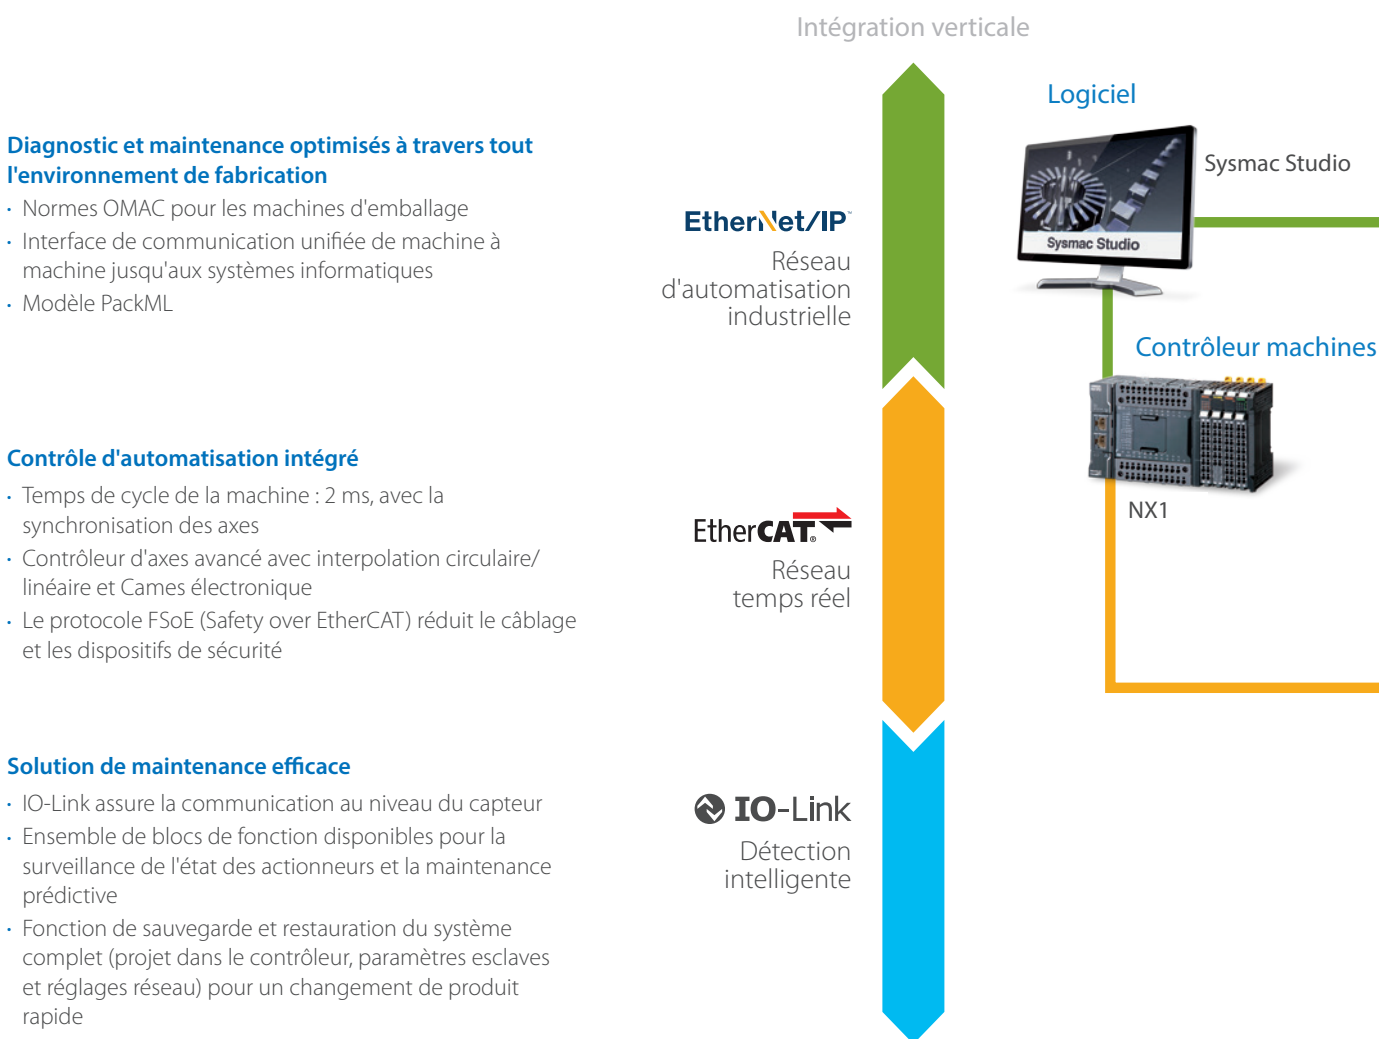 Intégration verticale
Diagnostic et maintenance optimisés à travers tout
l'environnement de fabrication
· Normes OMAC pour les machines d'emballage
· Interface de communication unifiée de machine à
machine jusqu'aux systèmes informatiques
· Modèle PackML
EtherNet/IP™
Réseau
d'automatisation
industrielle
Logiciel
Sysmac Studio
Sysmac Studio
Contrôleur machines
NX1
Contrôle d'automatisation intégré
· Temps de cycle de la machine : 2 ms, avec la
synchronisation des axes
· Contrôleur d'axes avancé avec interpolation circulaire/
linéaire et Cames électronique
· Le protocole FSoE (Safety over EtherCAT) réduit le câblage
et les dispositifs de sécurité
EtherCAT®
Réseau
temps réel
Solution de maintenance efficace
· IO-Link assure la communication au niveau du capteur
· Ensemble de blocs de fonction disponibles pour la
surveillance de l'état des actionneurs et la maintenance
prédictive
· Fonction de sauvegarde et restauration du système
complet (projet dans le contrôleur, paramètres esclaves
et réglages réseau) pour un changement de produit
rapide
IO-Link
Détection
intelligente